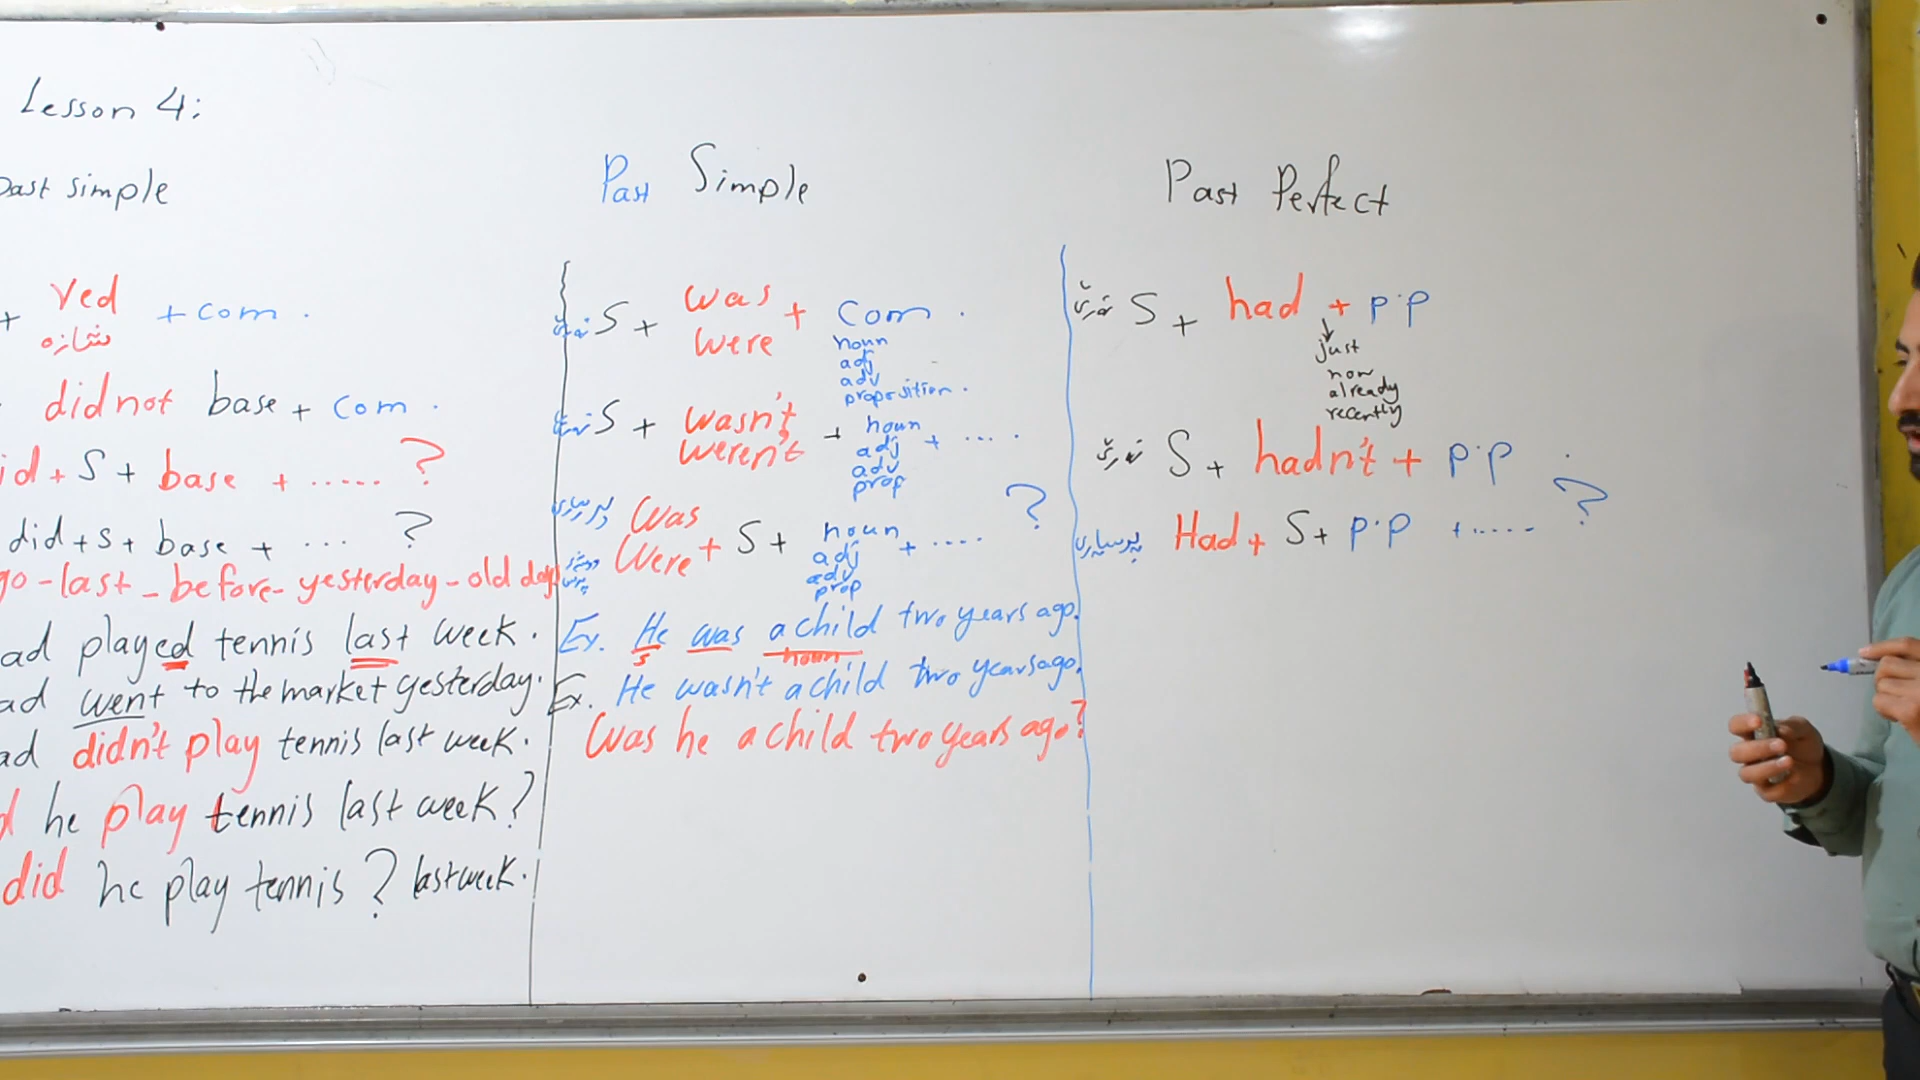 Lesson 4:
Past simple
+ Ved + com .
شازە
didnot base + com .
id + S + base + ..... ?
did + s + base + ... ?
go - last - before - yesterday - old day
ad played tennis last week.
ad went to the market yesterday.
ad didn't play tennis last week.
d he play tennis last week?
did he play tennis ? last week.
Past Simple
S + was + Com .
were
noun
adj
adv
proposition .
S + wasn't + noun + ....
weren't adj
adv
prop
Was
Were + S + noun + .... ?
adj
adv
prop
Ex. He was a child two years ago.
s noun
Ex. He wasn't a child two years ago.
Was he a child two years ago?
Past Perfect
S + had + p.p
just
now
already
recently
S + hadn't + p.p .
پرسیاری Had + S + p.p + ..... ?